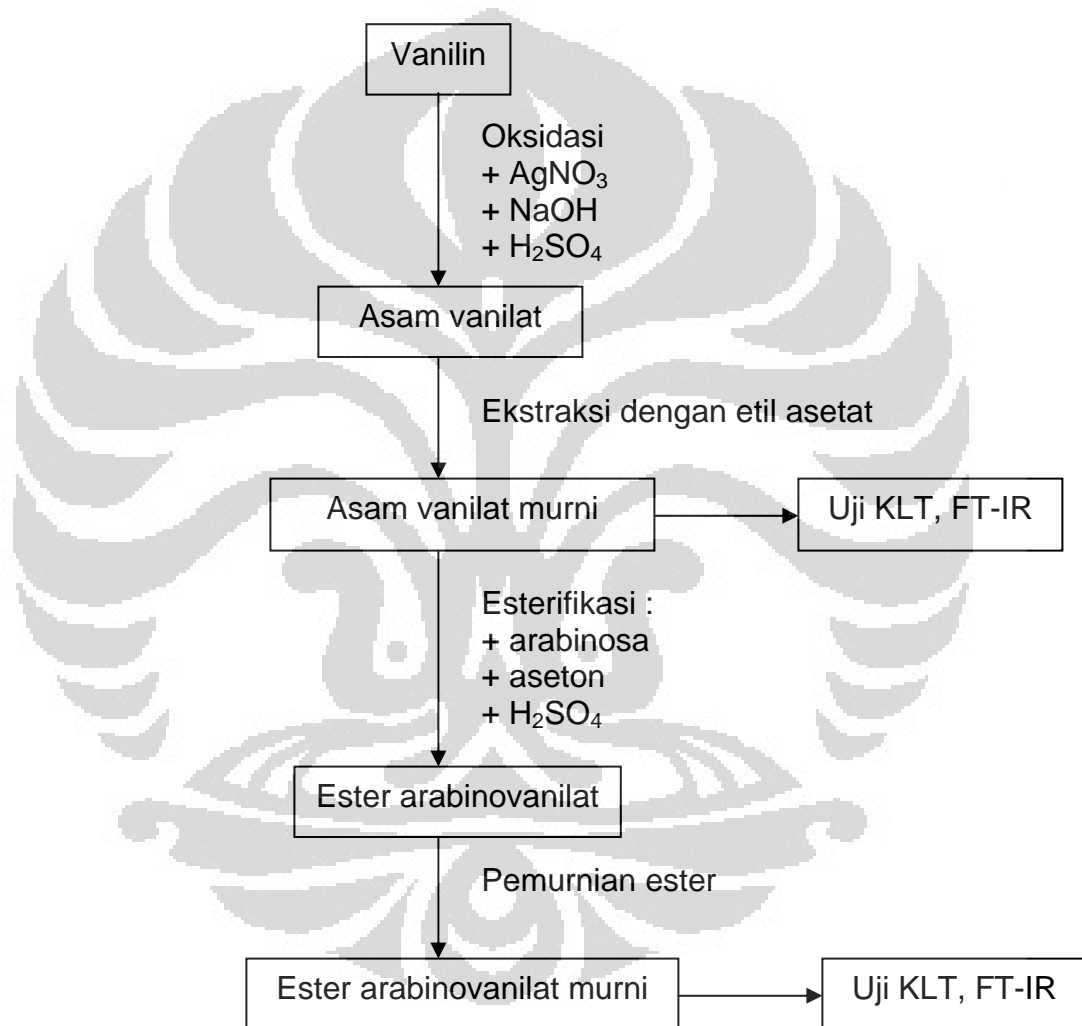 Vanilin
Oksidasi
+ AgNO₃
+ NaOH
+ H₂SO₄
Asam vanilat
Ekstraksi dengan etil asetat
Asam vanilat murni
Uji KLT, FT-IR
Esterifikasi :
+ arabinosa
+ aseton
+ H₂SO₄
Ester arabinovanilat
Pemurnian ester
Ester arabinovanilat murni
Uji KLT, FT-IR